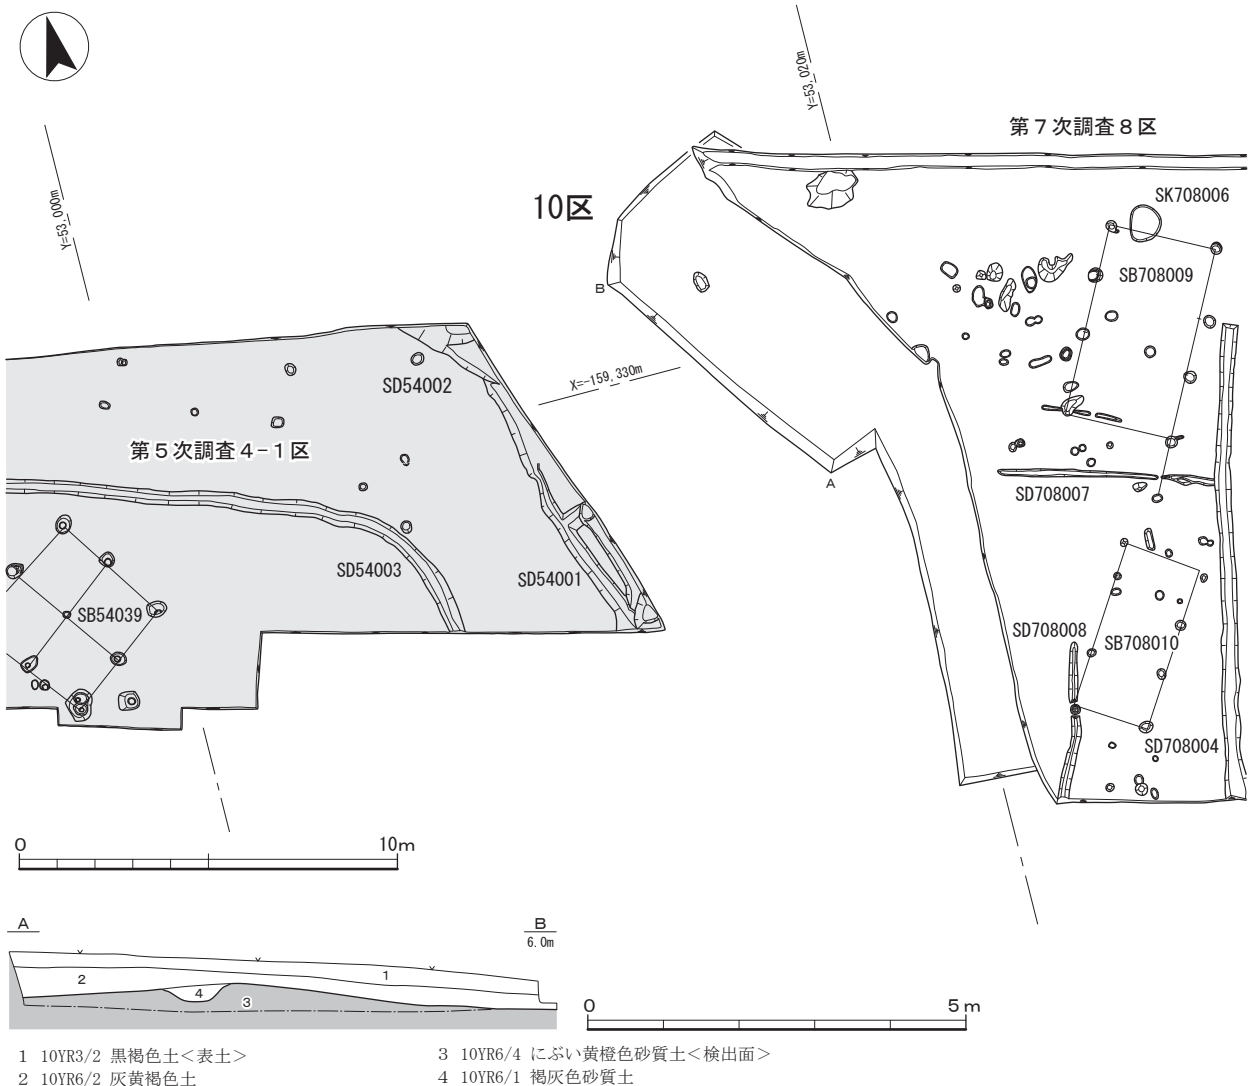 Y=53,020m
第７次調査８区
Y=53,000m
10区
SK708006
SB708009
B
X=-159,330m
SD54002
第５次調査４−１区
A
SD708007
SD54003
SD54001
SB54039
SD708008
SB708010
SD708004
0 10m
A B
6.0m
1
2
4
3
0 5m
1 10YR3/2 黒褐色土＜表土＞
2 10YR6/2 灰黄褐色土
3 10YR6/4 にぶい黄橙色砂質土＜検出面＞
4 10YR6/1 褐灰色砂質土